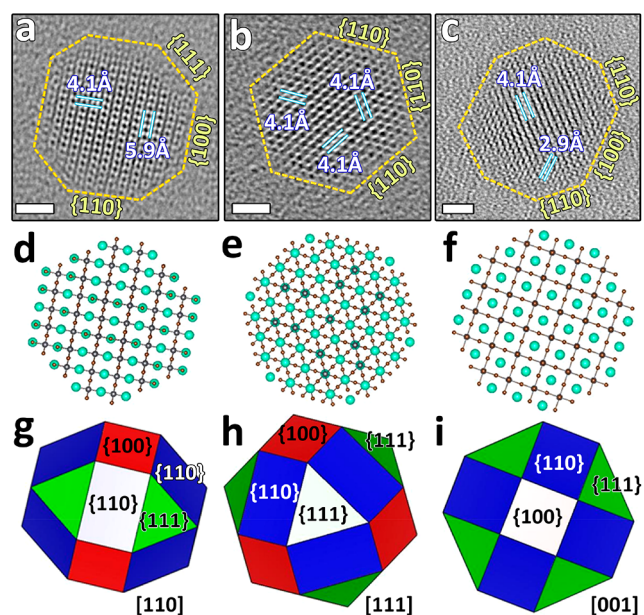 a
4.1Å
5.9Å
{111}
{100}
{110}
b
{110}
4.1Å
4.1Å
4.1Å
{110}
{110}
c
4.1Å
2.9Å
{110}
{100}
{110}
d
e
f
g
{100}
{110}
{110}
{111}
[110]
h
{100}
{111}
{110}
{111}
[111]
i
{110}
{111}
{100}
[001]